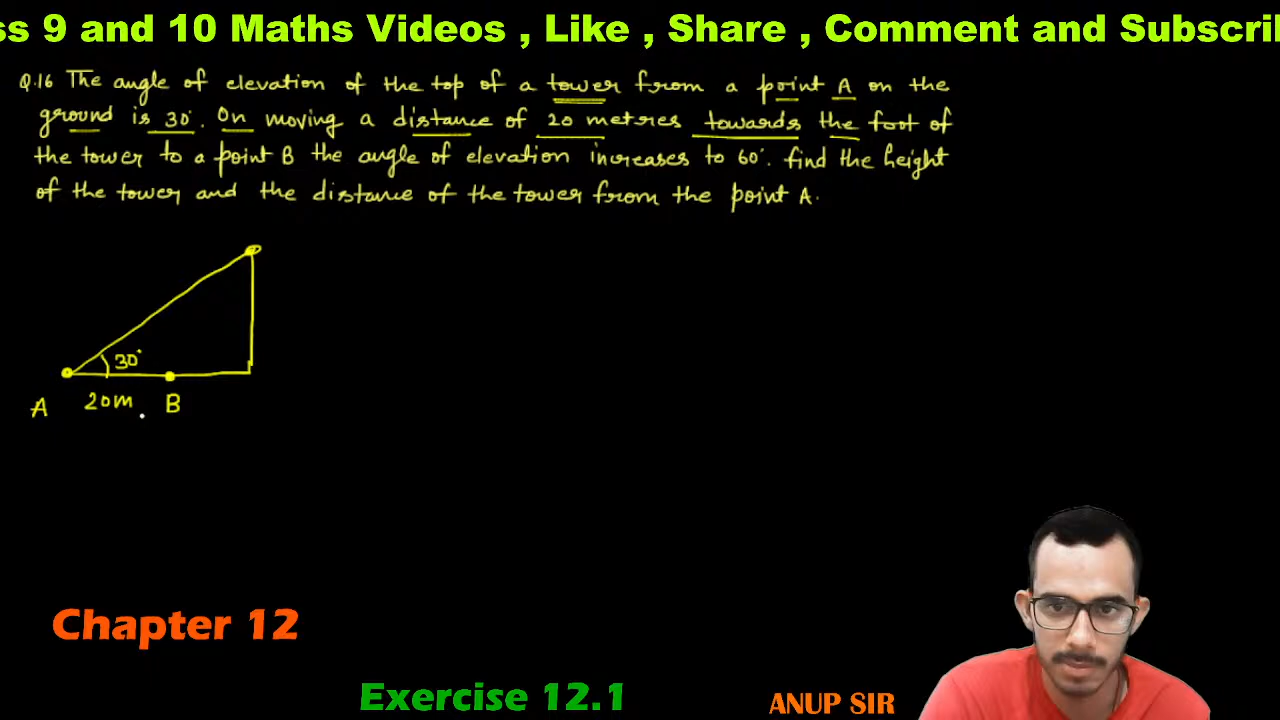 ss 9 and 10 Maths Videos , Like , Share , Comment and Subscri
Q.16 The angle of elevation of the top of a tower from a point A on the
ground is 30°. On moving a distance of 20 metres towards the foot of
the tower to a point B the angle of elevation increases to 60°. find the height
of the tower and the distance of the tower from the point A.
30°
A 20m B
Chapter 12
Exercise 12.1
ANUP SIR